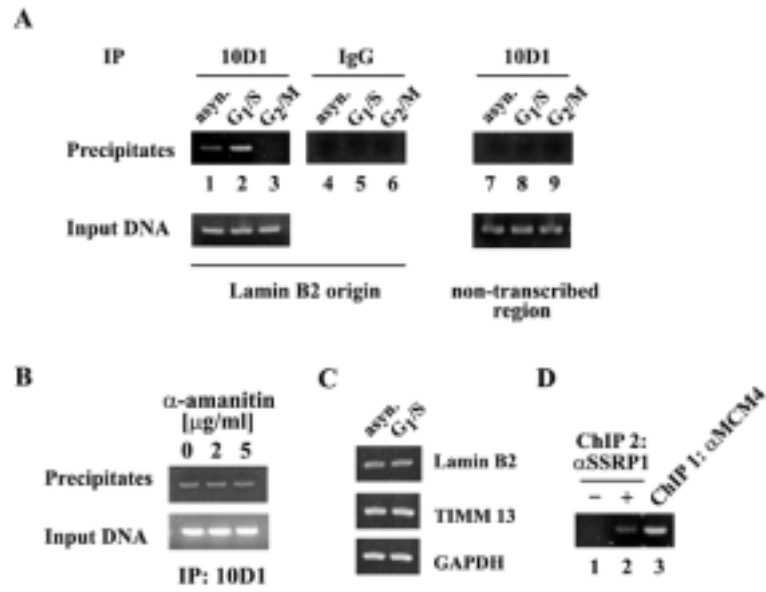 A
IP 10D1 IgG 10D1
asyn. G1/S G2/M asyn. G1/S G2/M asyn. G1/S G2/M
Precipitates
1 2 3 4 5 6 7 8 9
Input DNA
Lamin B2 origin non-transcribed
region
B
α-amanitin
[μg/ml]
0 2 5
Precipitates
Input DNA
IP: 10D1
C
asyn. G1/S
Lamin B2
TIMM 13
GAPDH
D
ChIP 2:
αSSRP1
ChIP 1: αMCM4
− +
1 2 3